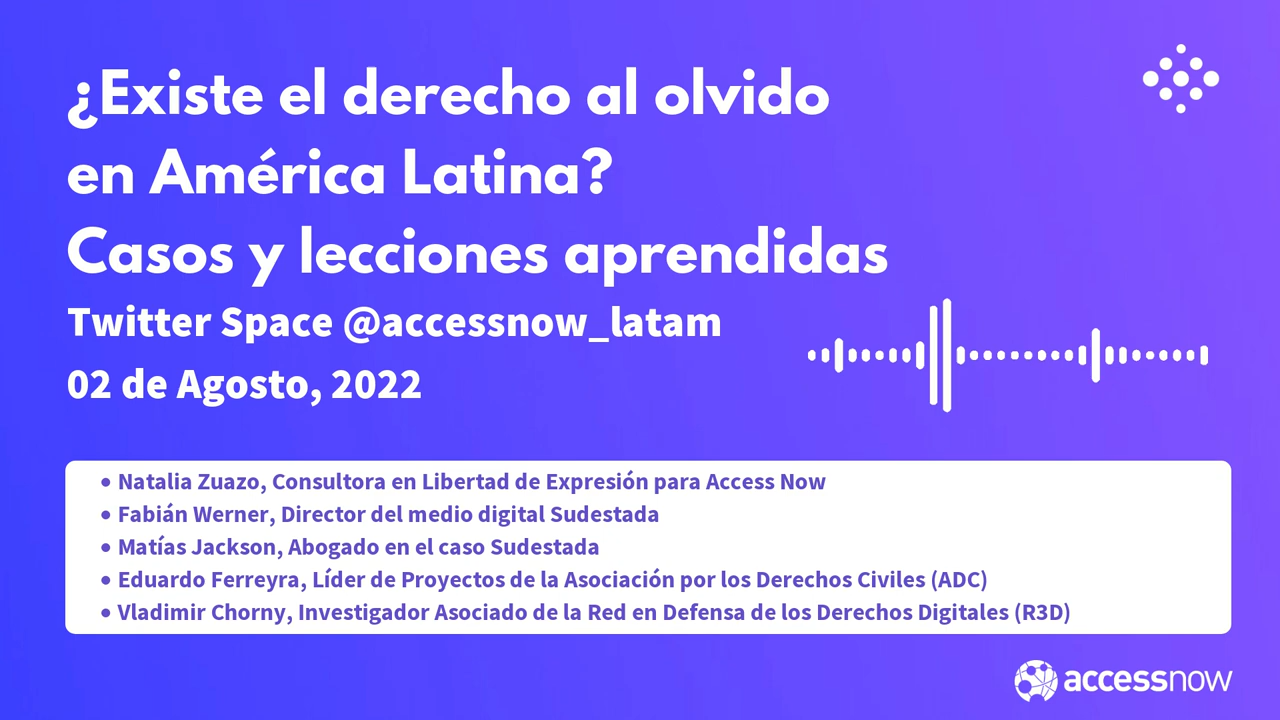 ¿Existe el derecho al olvido
en América Latina?
Casos y lecciones aprendidas
Twitter Space @accessnow_latam
02 de Agosto, 2022
• Natalia Zuazo, Consultora en Libertad de Expresión para Access Now
• Fabián Werner, Director del medio digital Sudestada
• Matías Jackson, Abogado en el caso Sudestada
• Eduardo Ferreyra, Líder de Proyectos de la Asociación por los Derechos Civiles (ADC)
• Vladimir Chorny, Investigador Asociado de la Red en Defensa de los Derechos Digitales (R3D)
accessnow